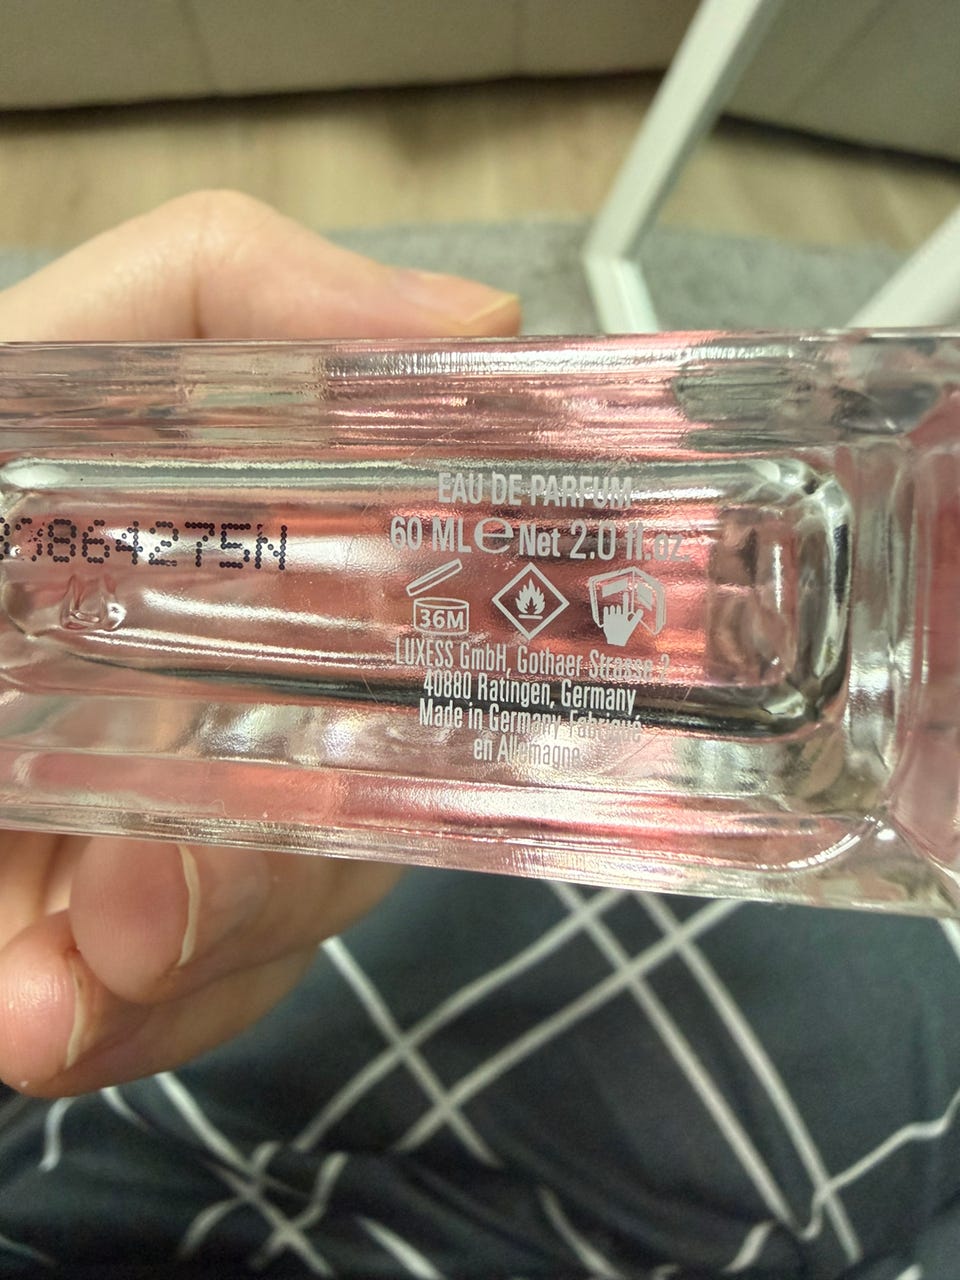 EAU DE PARFUM
60 ML ℮ Net 2.0 fl.oz.
36M
LUXESS GmbH, Gothaer Strasse 2
40880 Ratingen, Germany
Made in Germany Fabriqué
en Allemagne
864275N